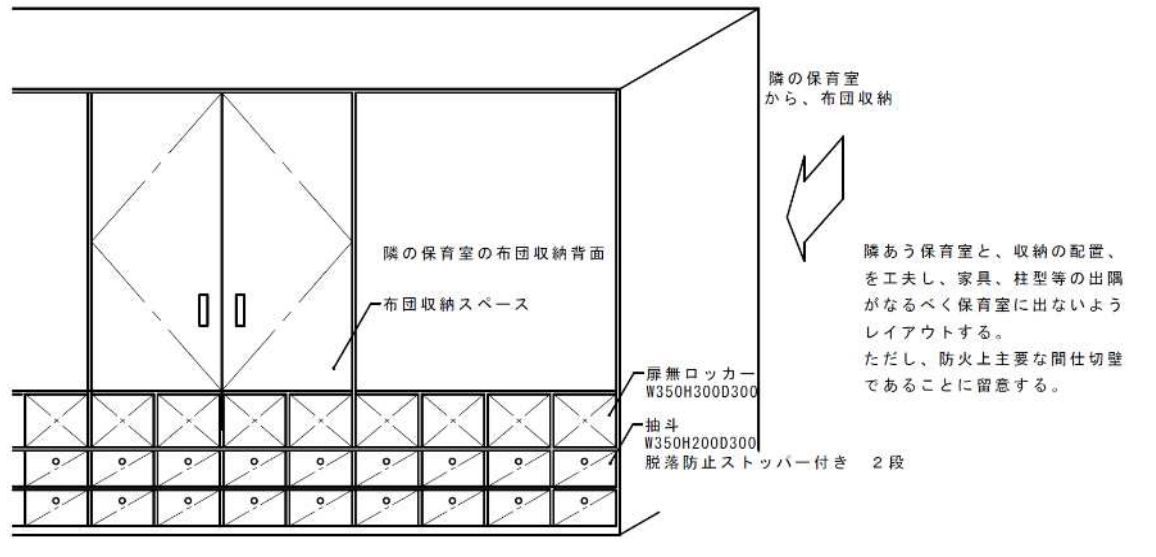 隣の保育室
から、布団収納
隣の保育室の布団収納背面
布団収納スペース
隣あう保育室と、収納の配置、
を工夫し、家具、柱型等の出隅
がなるべく保育室に出ないよう
レイアウトする。
ただし、防火上主要な間仕切壁
であることに留意する。
扉無ロッカー
W350H300D300
抽斗
W350H200D300
脱落防止ストッパー付き　２段